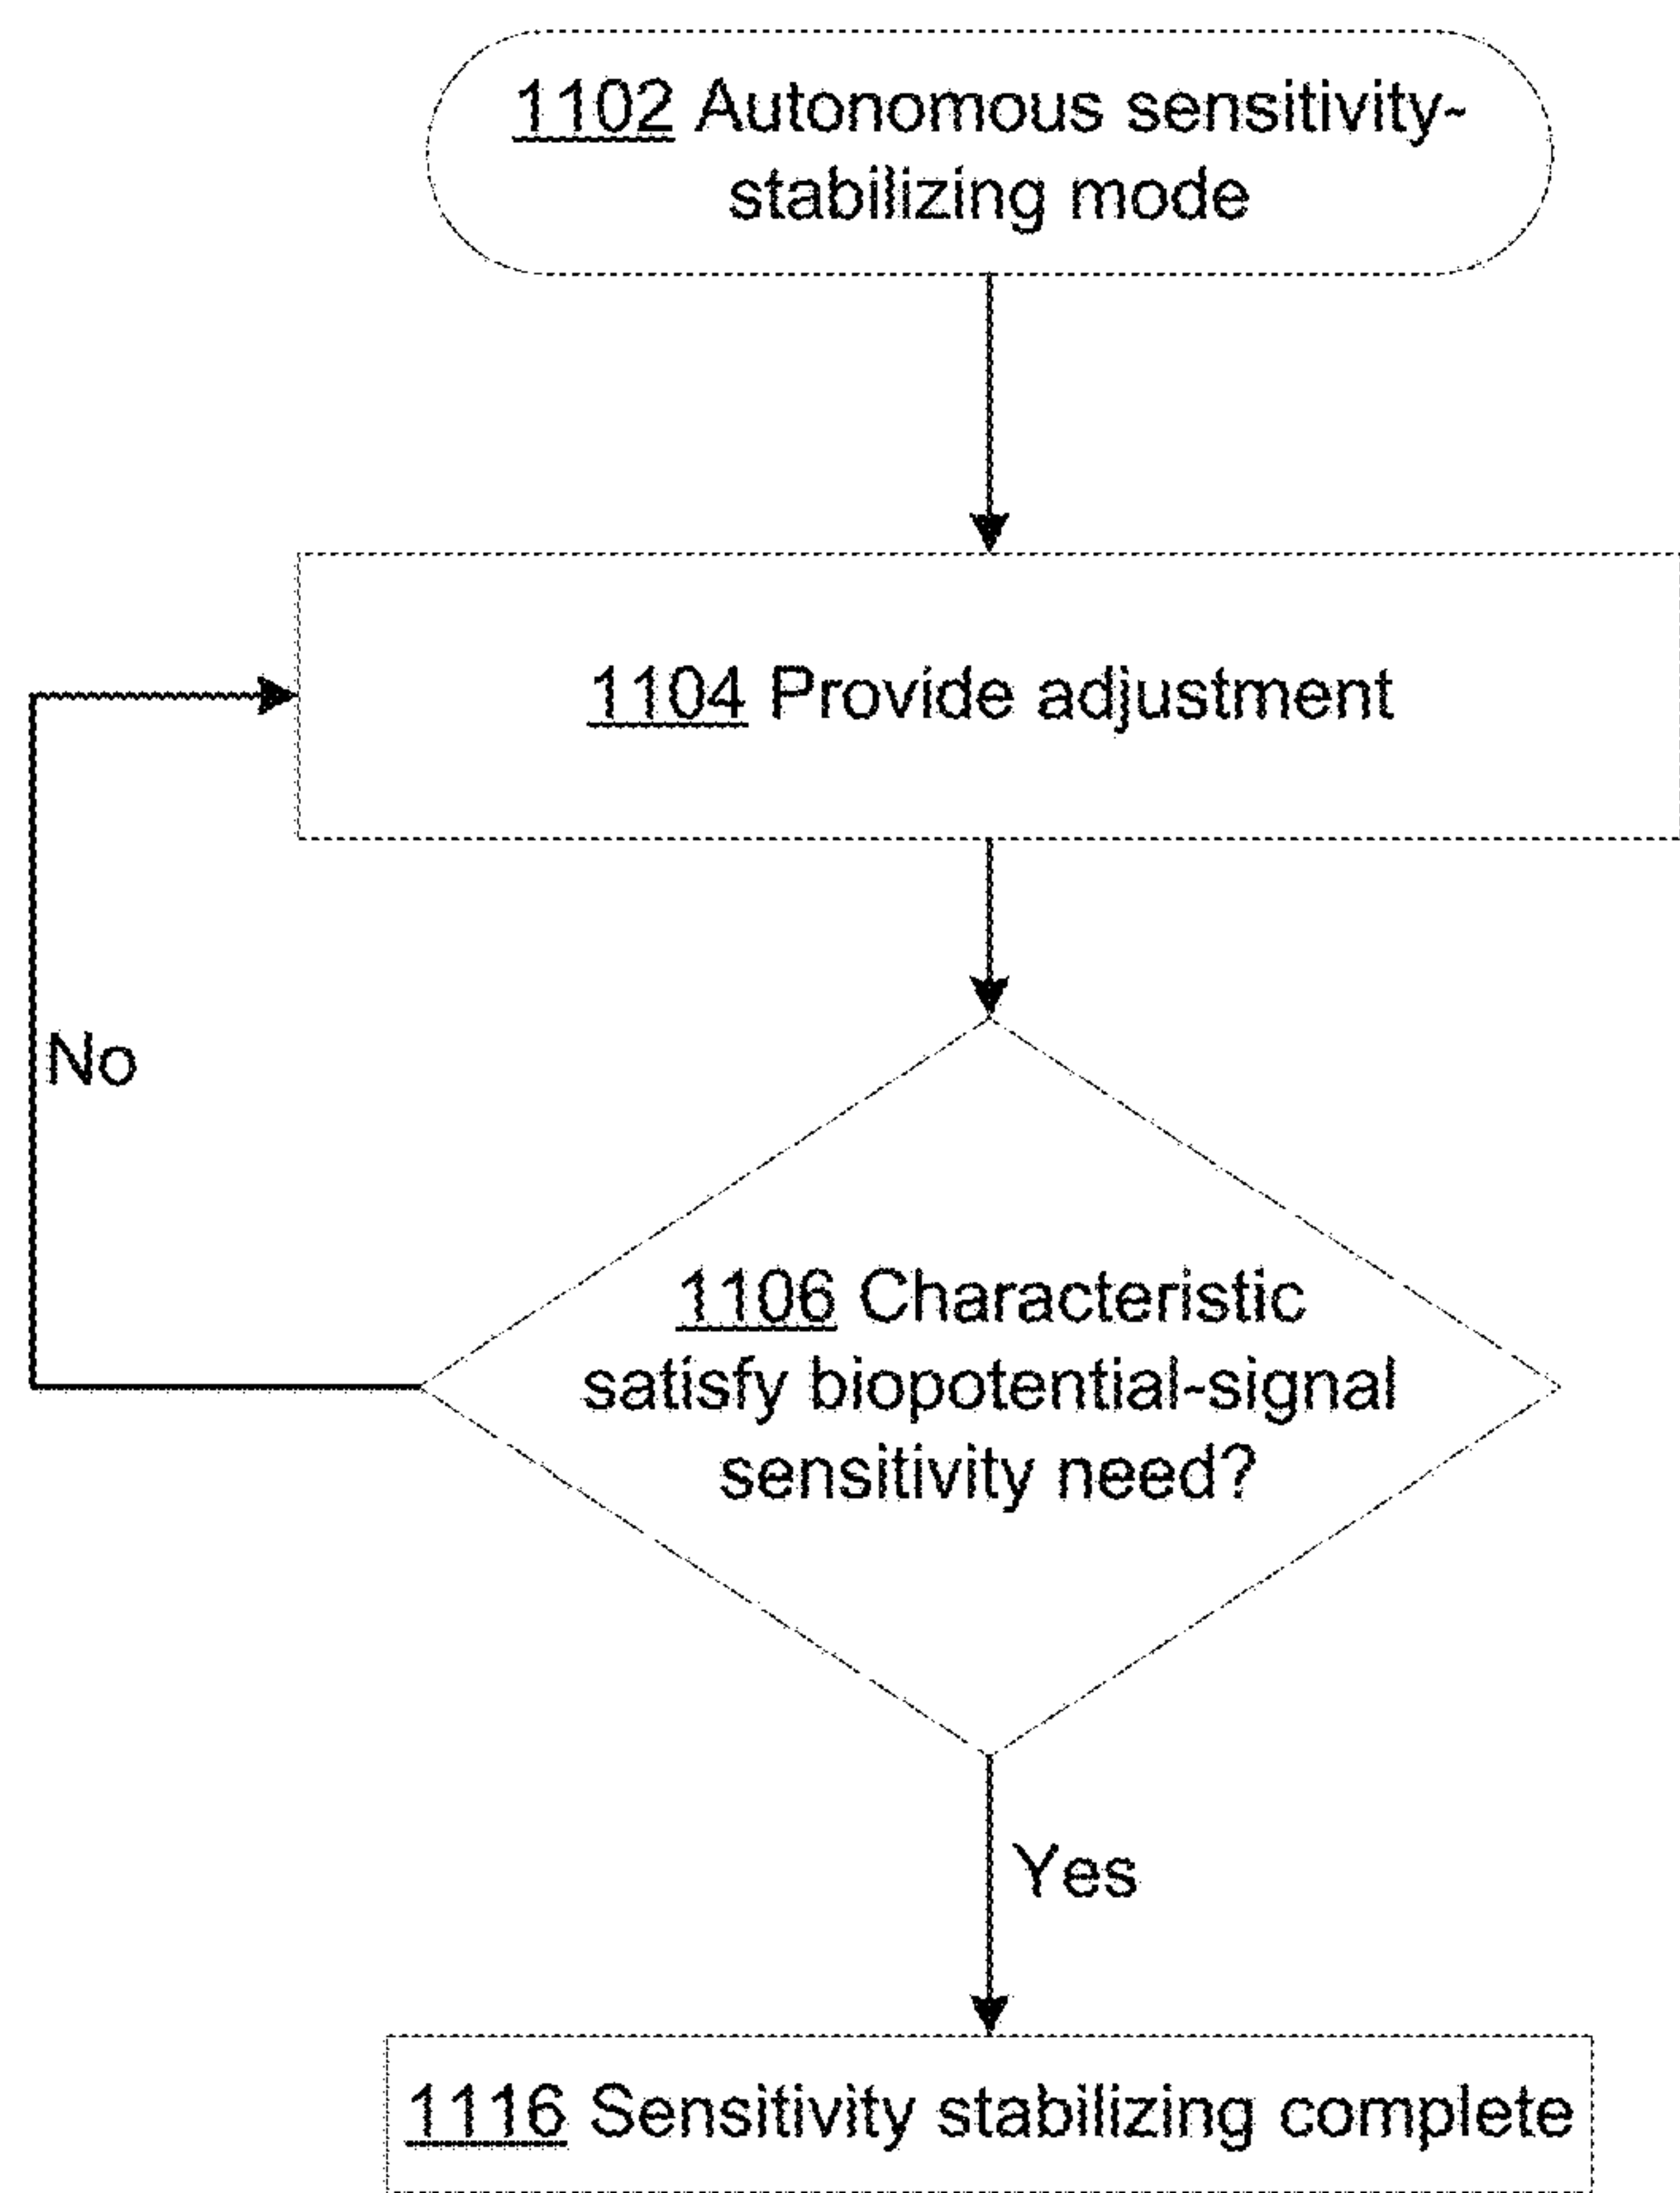 1102 Autonomous sensitivity-
stabilizing mode
1104 Provide adjustment
No
1106 Characteristic
satisfy biopotential-signal
sensitivity need?
Yes
1116 Sensitivity stabilizing complete